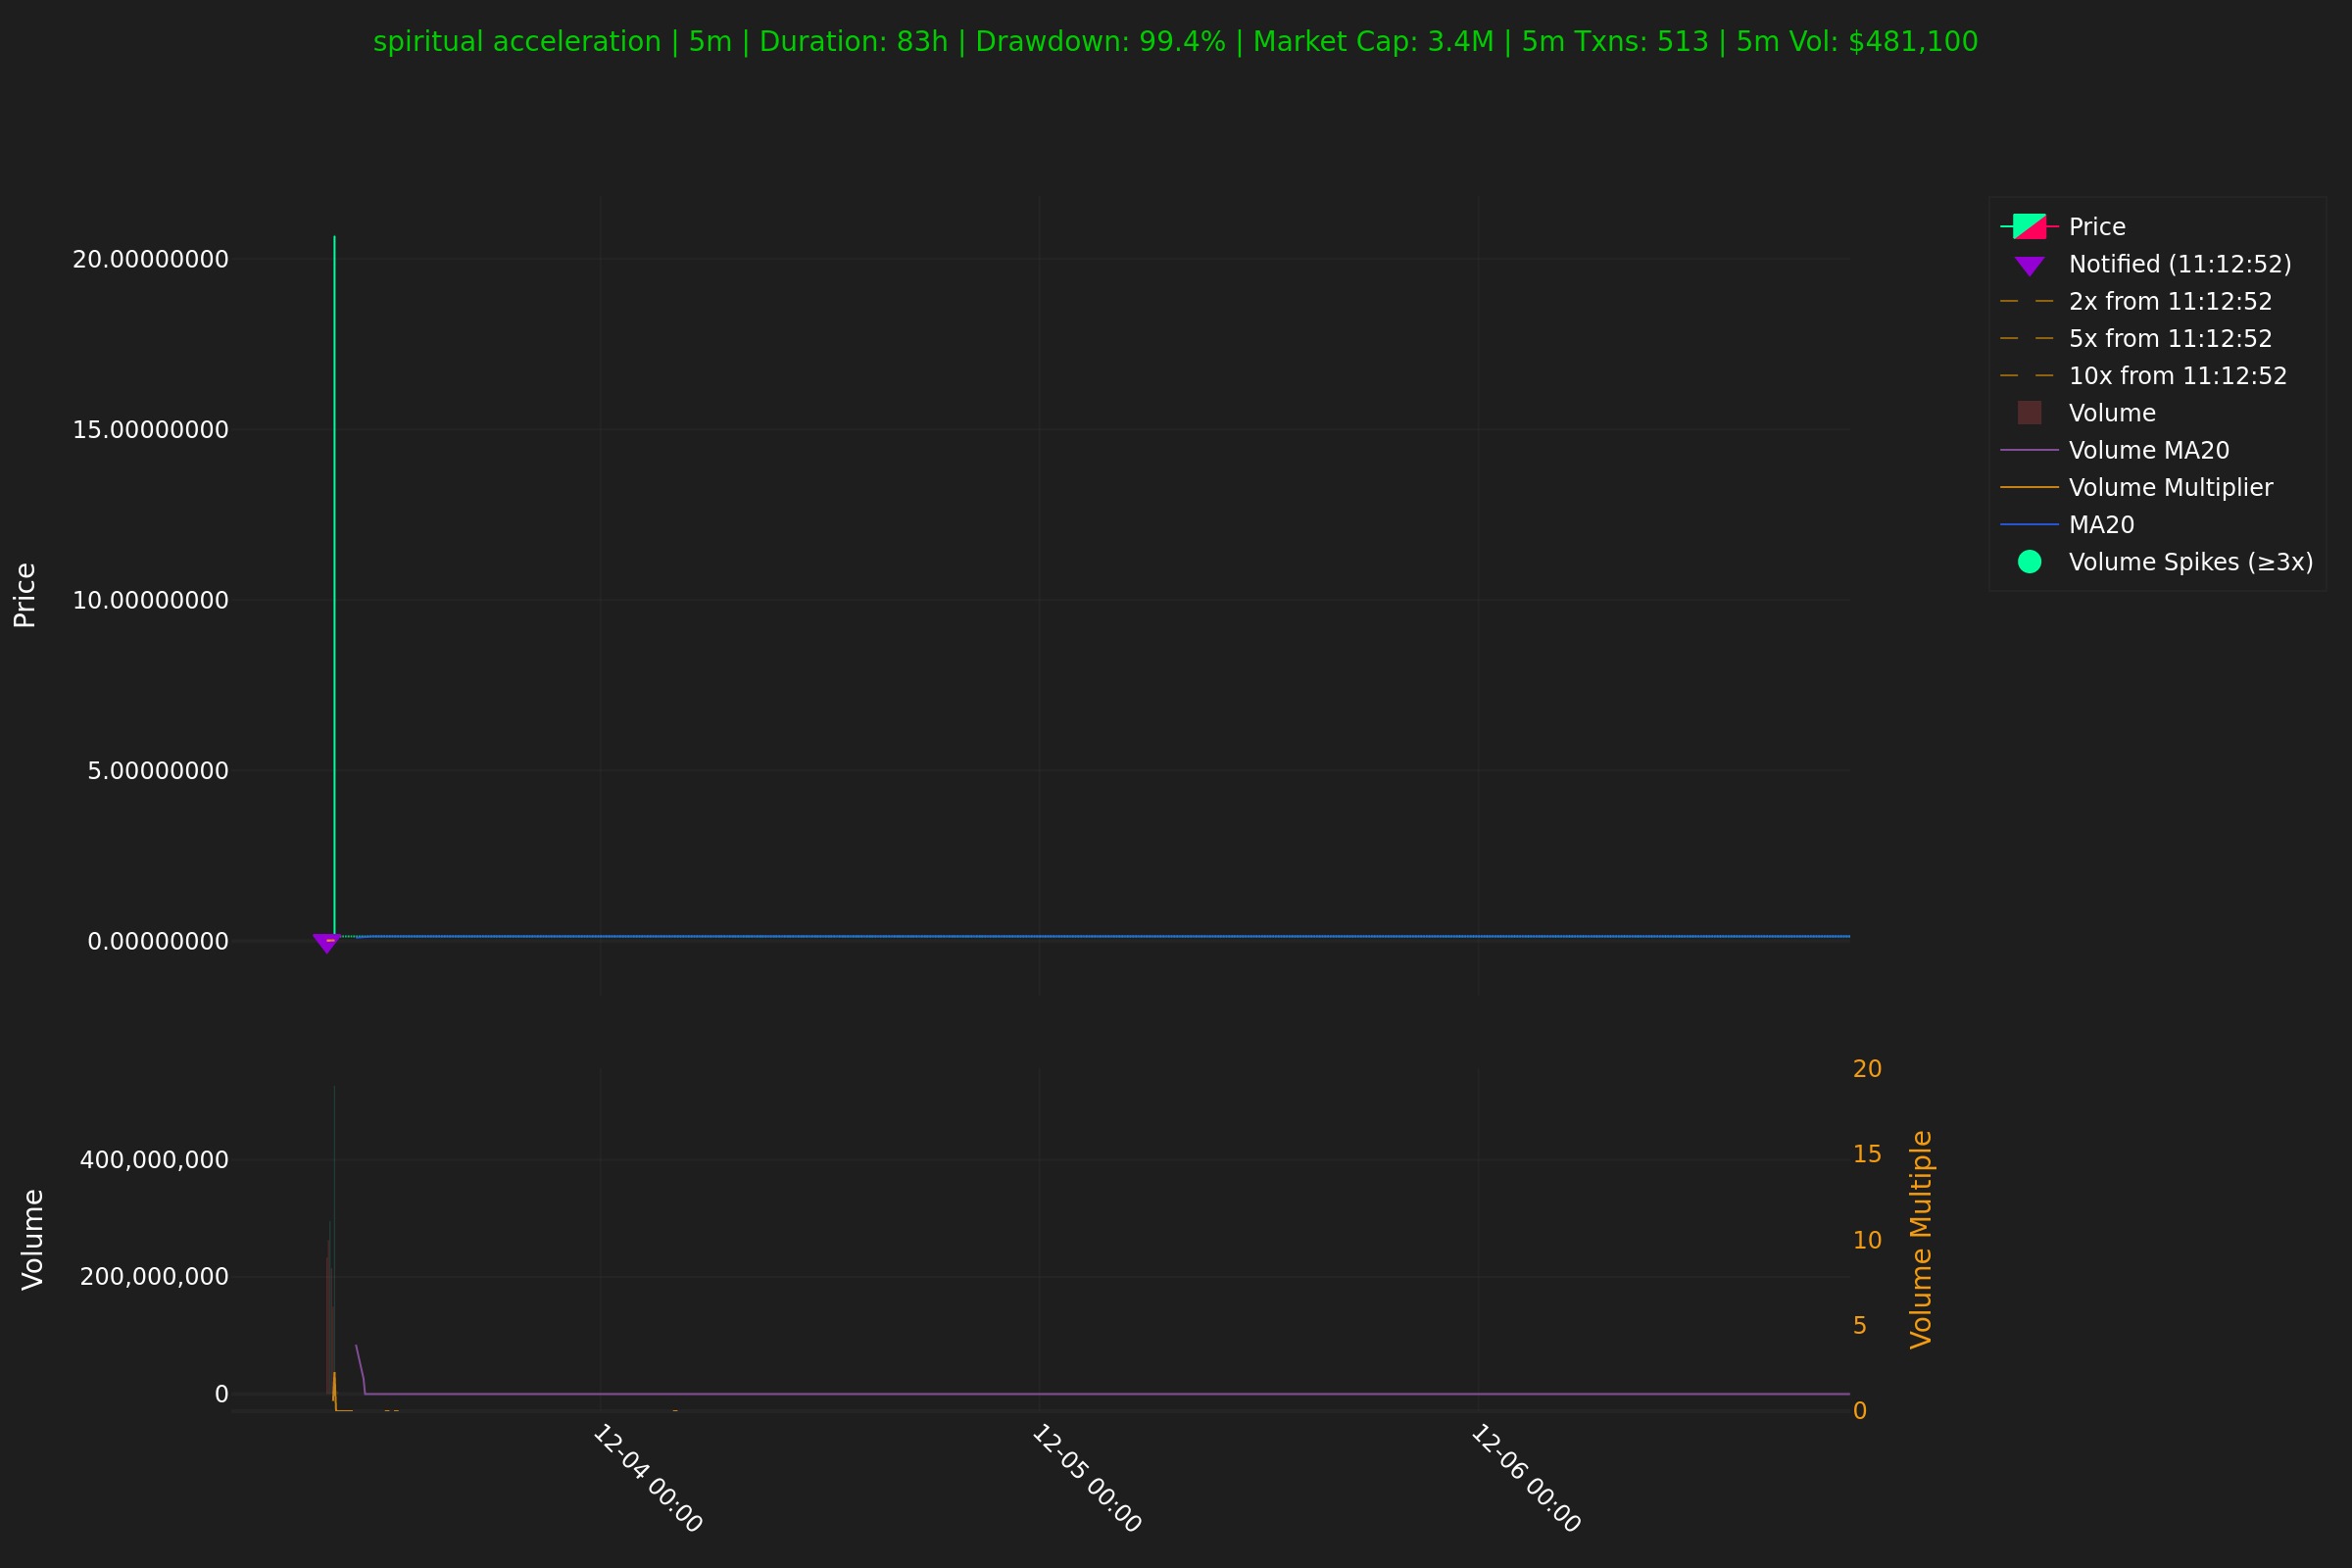 spiritual acceleration | 5m | Duration: 83h | Drawdown: 99.4% | Market Cap: 3.4M | 5m Txns: 513 | 5m Vol: $481,100
Price
20.00000000
15.00000000
10.00000000
5.00000000
0.00000000
Price
Notified (11:12:52)
2x from 11:12:52
5x from 11:12:52
10x from 11:12:52
Volume
Volume MA20
Volume Multiplier
MA20
Volume Spikes (≥3x)
Volume
400,000,000
200,000,000
0
20
15
10
5
0
Volume Multiple
12-04 00:00
12-05 00:00
12-06 00:00